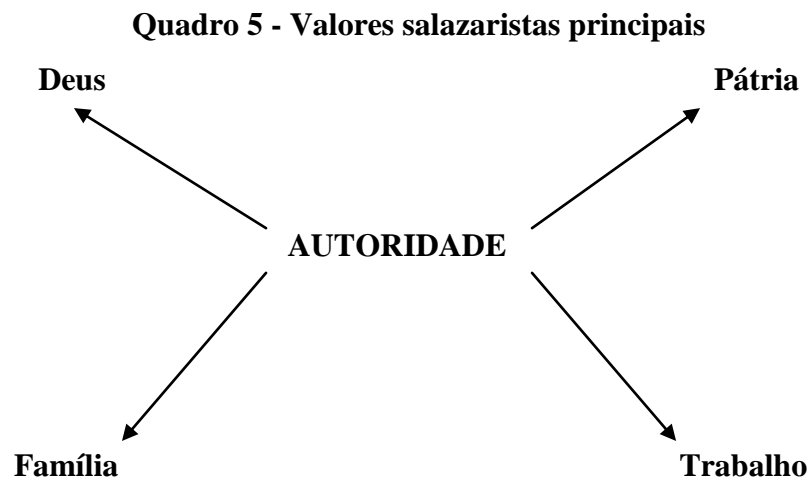 Quadro 5 - Valores salazaristas principais
Deus Pátria
AUTORIDADE
Família Trabalho